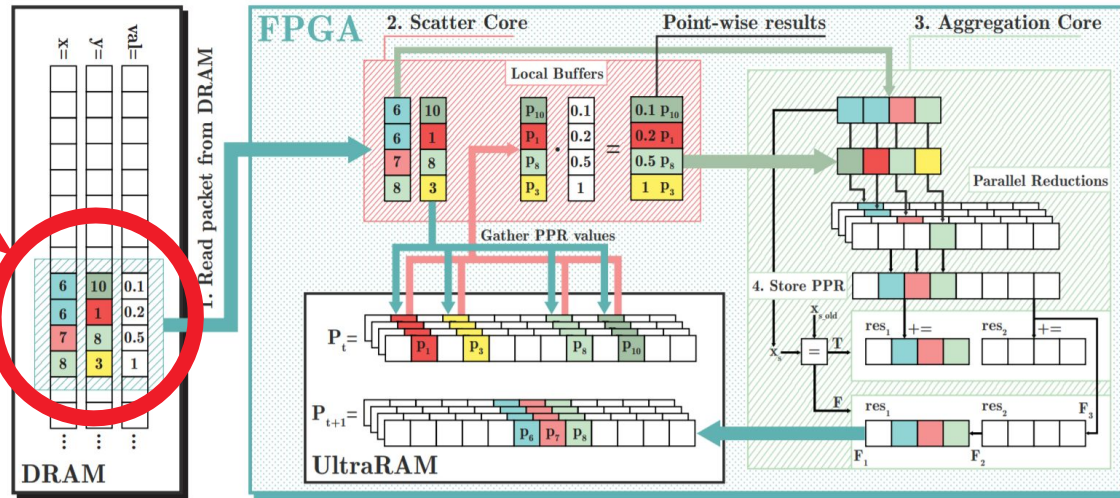 x=
y=
val=
6 10 0.1
6 1 0.2
7 8 0.5
8 3 1
...
...
...
DRAM
1. Read packet from DRAM
FPGA
2. Scatter Core
Point-wise results
3. Aggregation Core
Local Buffers
6 10 p10 0.1 0.1 p10
6 1 p1 · 0.2 = 0.2 p1
7 8 p8 0.5 0.5 p8
8 3 p3 1 1 p3
Gather PPR values
Parallel Reductions
Pt=
p1 p3 p8 p10
Pt+1=
p6 p7 p8
UltraRAM
4. Store PPR
xs_old
xs = T
F
res1 += res2 +=
res1 res2
F1 F2 F3